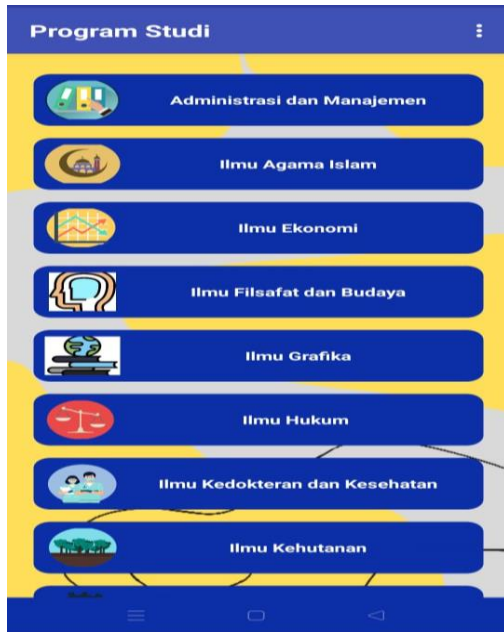 Program Studi
Administrasi dan Manajemen
Ilmu Agama Islam
Ilmu Ekonomi
Ilmu Filsafat dan Budaya
Ilmu Grafika
Ilmu Hukum
Ilmu Kedokteran dan Kesehatan
Ilmu Kehutanan